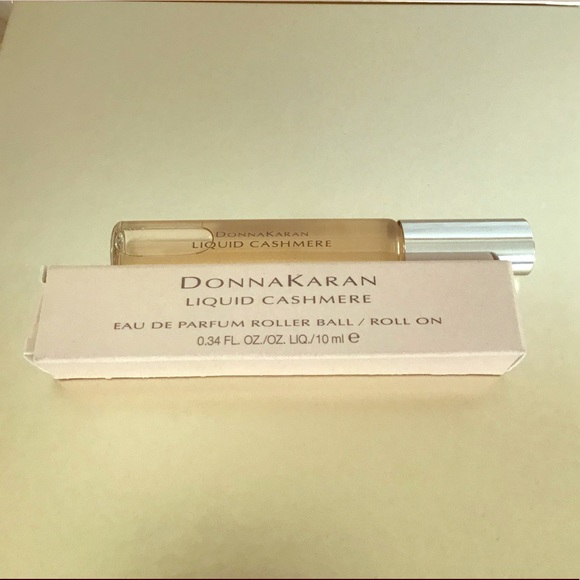 DONNAKARAN
LIQUID CASHMERE
DONNAKARAN
LIQUID CASHMERE
EAU DE PARFUM ROLLER BALL / ROLL ON
0.34 FL. OZ./OZ. LIQ./10 ml e